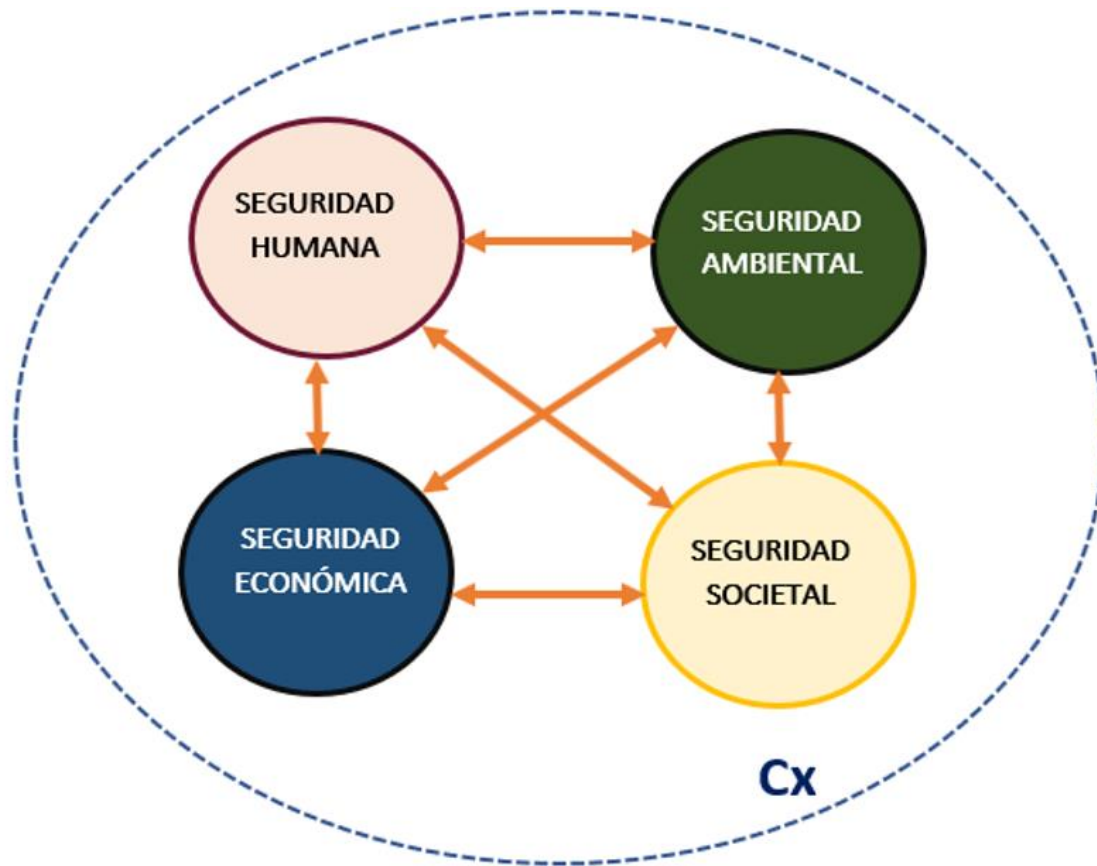 SEGURIDAD
HUMANA
SEGURIDAD
AMBIENTAL
SEGURIDAD
ECONÓMICA
SEGURIDAD
SOCIETAL
Cx